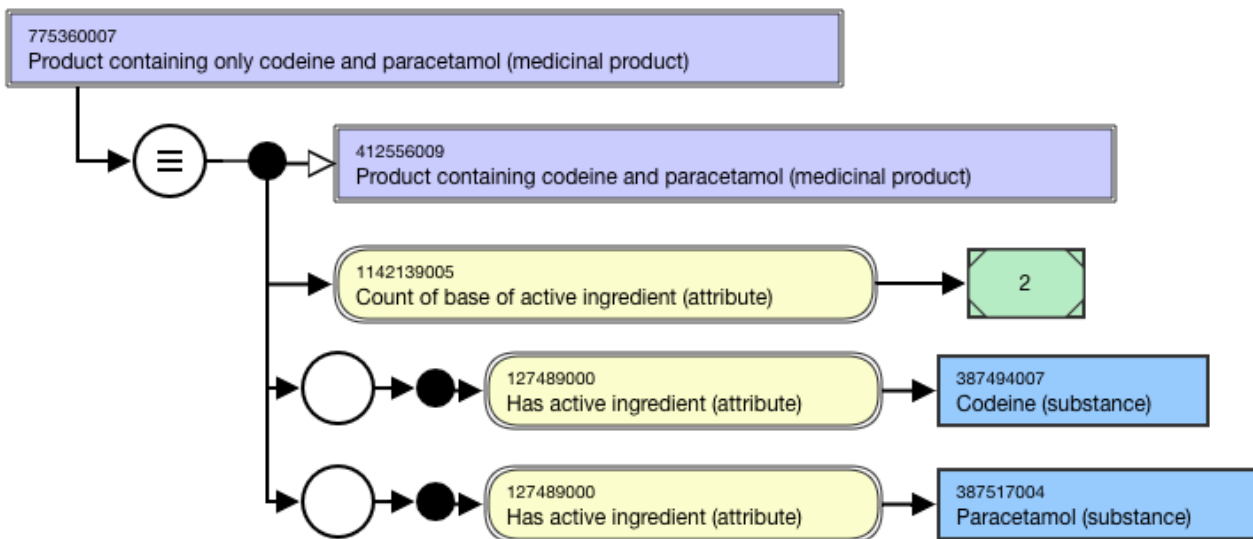 775360007
Product containing only codeine and paracetamol (medicinal product)
412556009
Product containing codeine and paracetamol (medicinal product)
1142139005
Count of base of active ingredient (attribute)
2
127489000
Has active ingredient (attribute)
387494007
Codeine (substance)
127489000
Has active ingredient (attribute)
387517004
Paracetamol (substance)